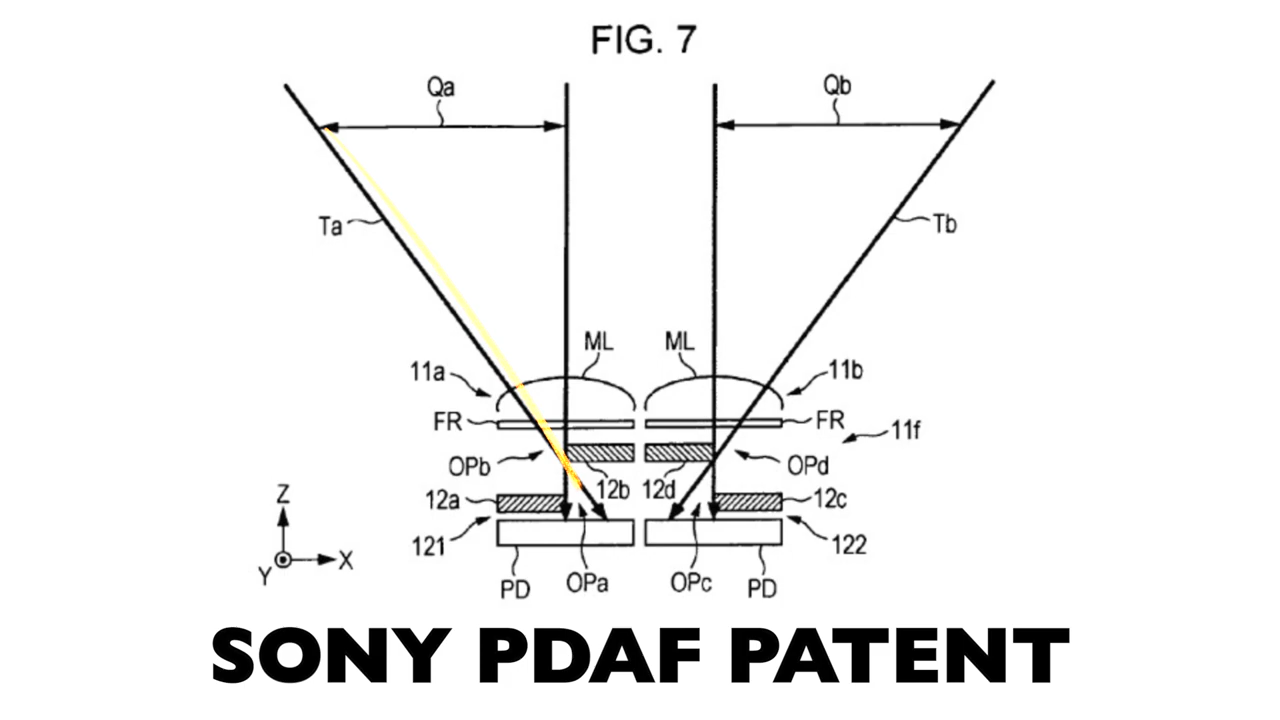 FIG. 7
Qa Qb
Ta Tb
ML ML
11a 11b
FR FR
11f
OPb OPd
12b 12d
12a 12c
121 122
Z
X
Y
PD OPa OPc PD
SONY PDAF PATENT